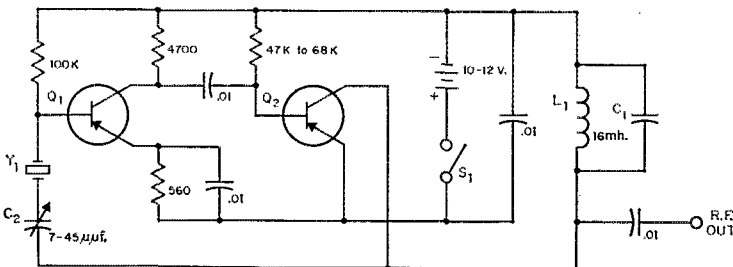 100K
4700
47K to 68K
Q1
.01
Q2
−
10-12 V.
+
.01
L1
16mh.
C1
Y1
560
.01
S1
C2
7-45μμf.
.01
R.F.
OUT